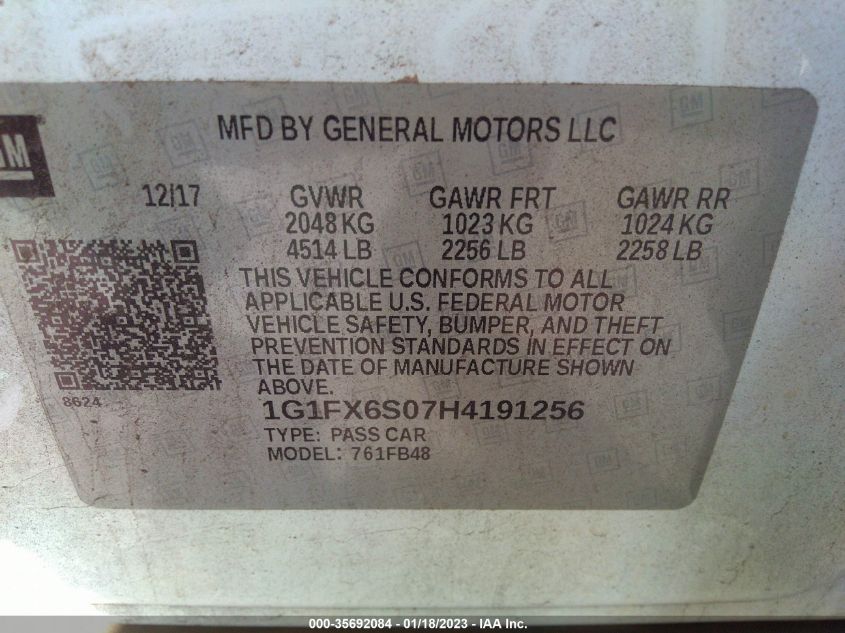 GM
MFD BY GENERAL MOTORS LLC
12/17 GVWR GAWR FRT GAWR RR
2048 KG 1023 KG 1024 KG
4514 LB 2256 LB 2258 LB
THIS VEHICLE CONFORMS TO ALL
APPLICABLE U.S. FEDERAL MOTOR
VEHICLE SAFETY, BUMPER, AND THEFT
PREVENTION STANDARDS IN EFFECT ON
THE DATE OF MANUFACTURE SHOWN
ABOVE.
8624
1G1FX6S07H4191256
TYPE: PASS CAR
MODEL: 761FB48
000-35692084 - 01/18/2023 - IAA Inc.